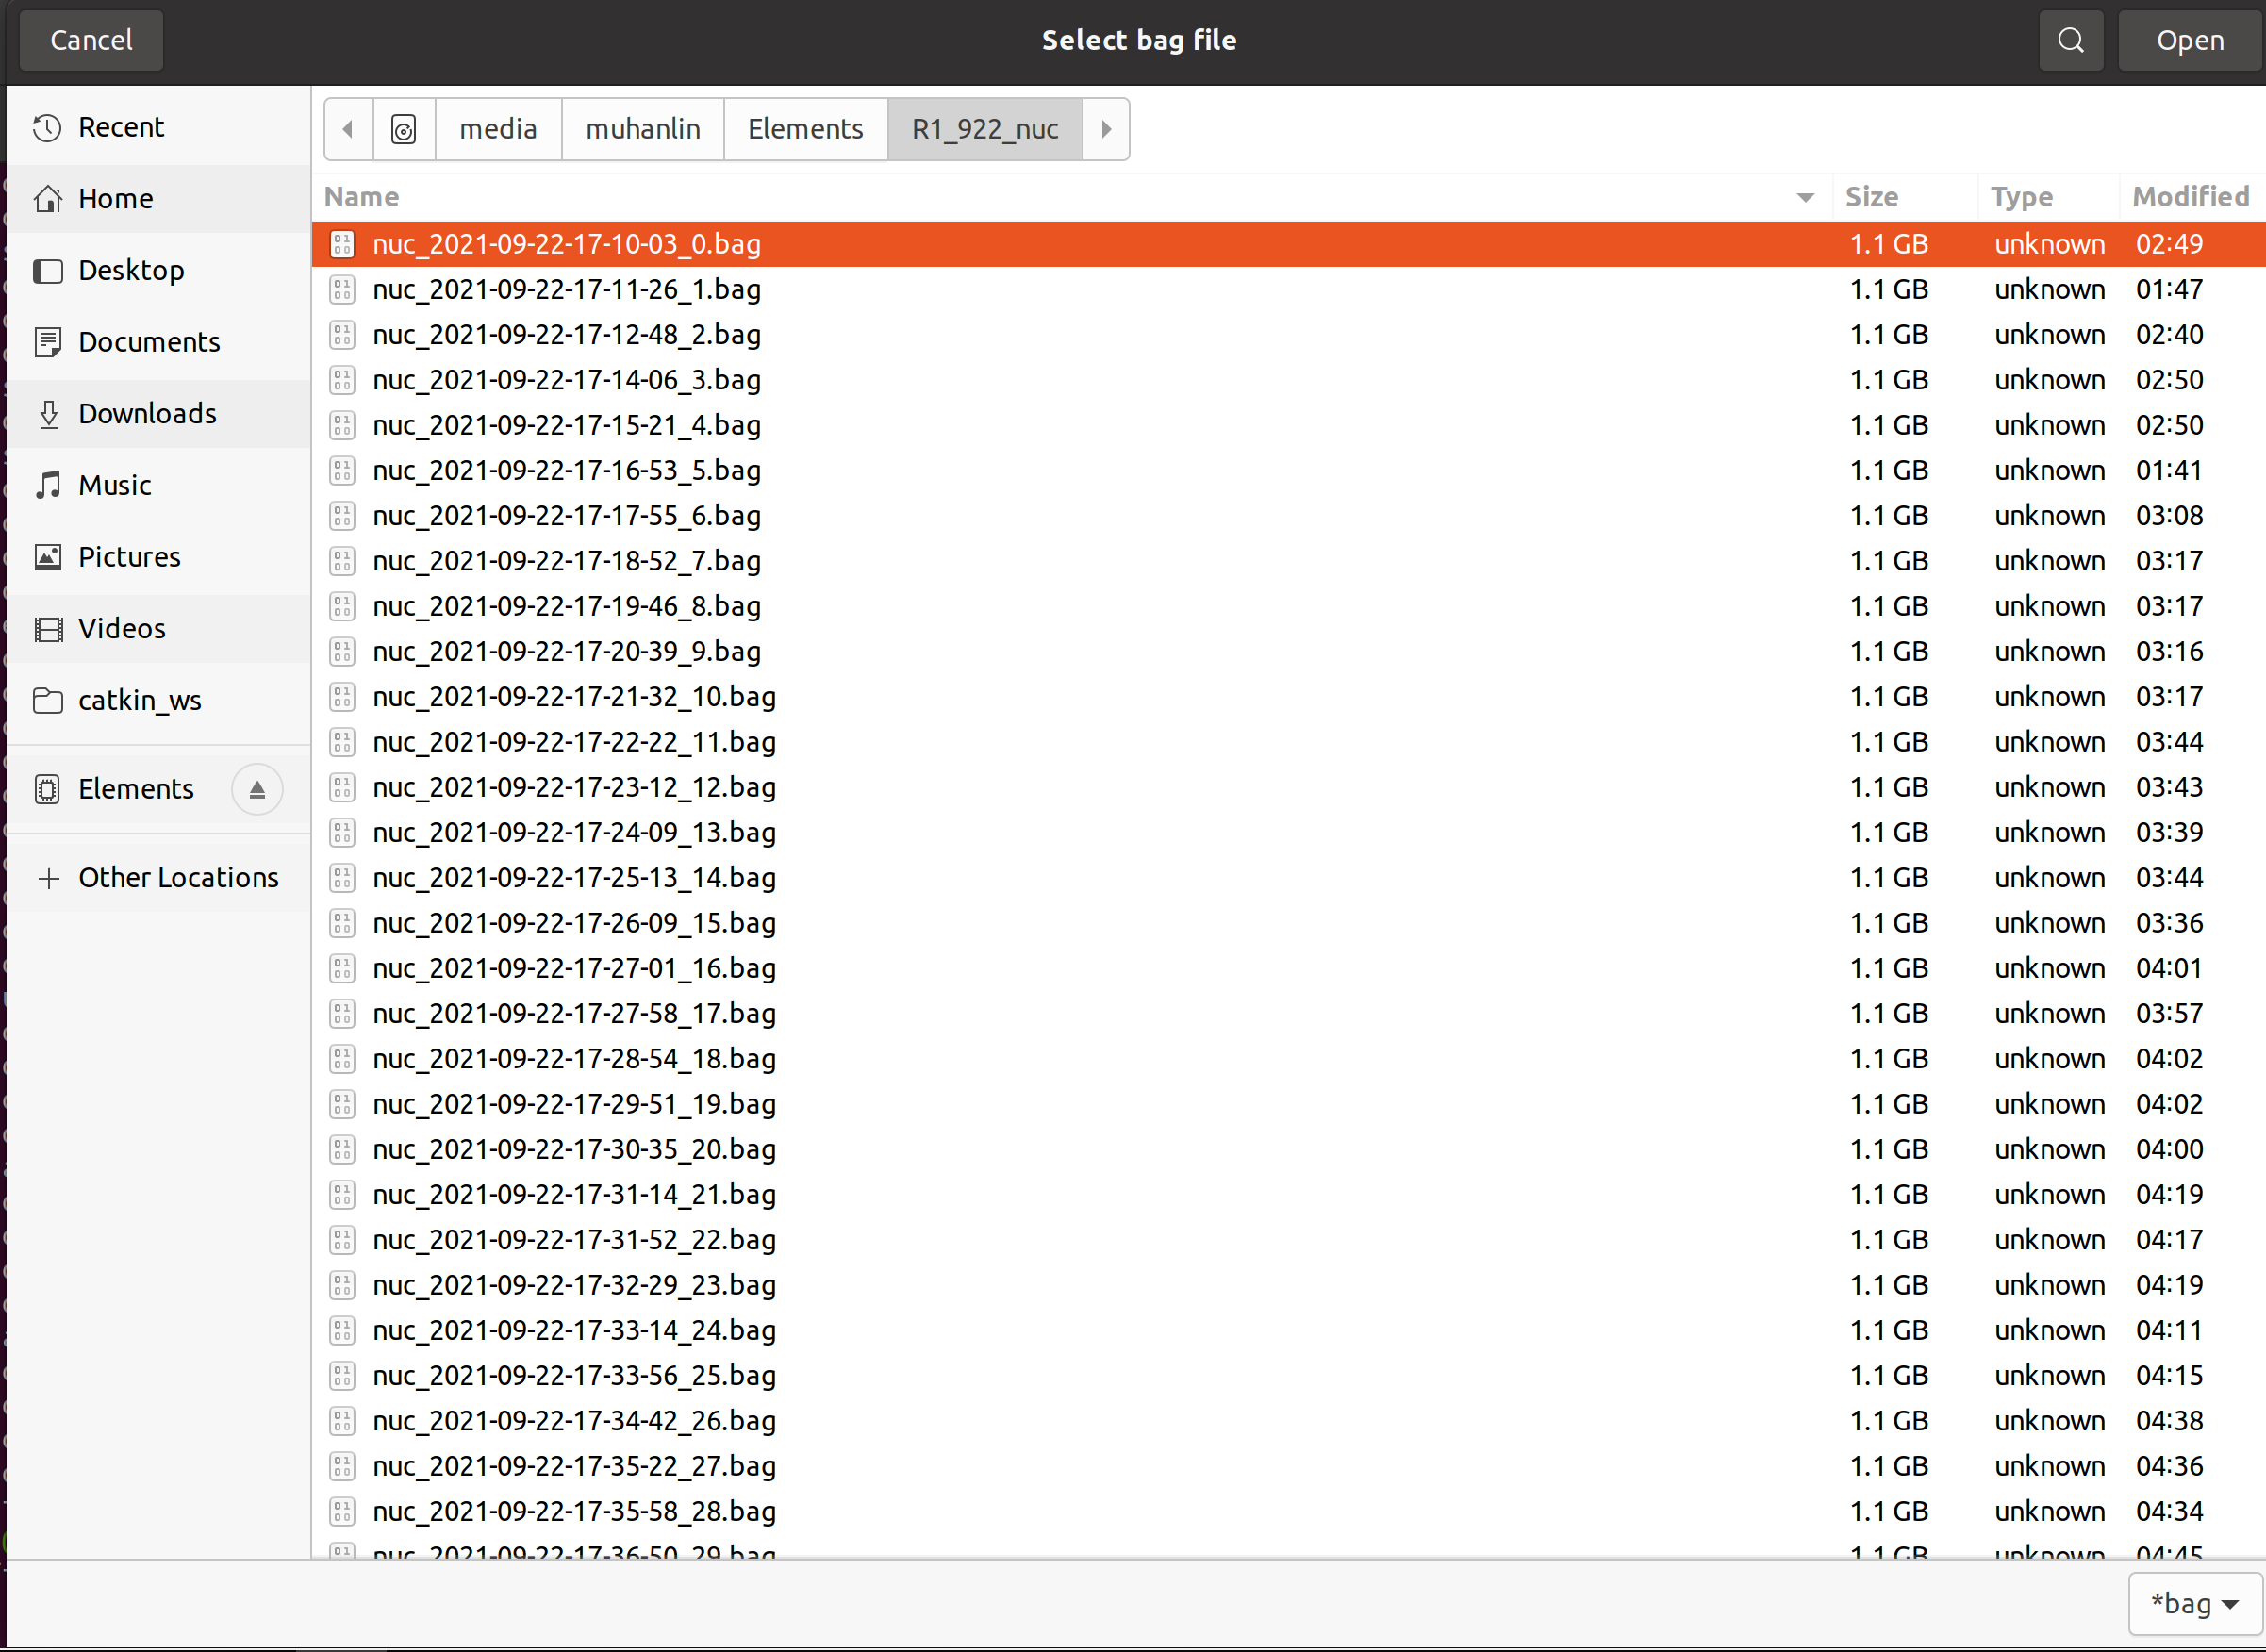 Cancel Select bag file Open
Recent
Home
Desktop
Documents
Downloads
Music
Pictures
Videos
catkin_ws
Elements
Other Locations
media muhanlin Elements R1_922_nuc
Name Size Type Modified
nuc_2021-09-22-17-10-03_0.bag 1.1 GB unknown 02:49
nuc_2021-09-22-17-11-26_1.bag 1.1 GB unknown 01:47
nuc_2021-09-22-17-12-48_2.bag 1.1 GB unknown 02:40
nuc_2021-09-22-17-14-06_3.bag 1.1 GB unknown 02:50
nuc_2021-09-22-17-15-21_4.bag 1.1 GB unknown 02:50
nuc_2021-09-22-17-16-53_5.bag 1.1 GB unknown 01:41
nuc_2021-09-22-17-17-55_6.bag 1.1 GB unknown 03:08
nuc_2021-09-22-17-18-52_7.bag 1.1 GB unknown 03:17
nuc_2021-09-22-17-19-46_8.bag 1.1 GB unknown 03:17
nuc_2021-09-22-17-20-39_9.bag 1.1 GB unknown 03:16
nuc_2021-09-22-17-21-32_10.bag 1.1 GB unknown 03:17
nuc_2021-09-22-17-22-22_11.bag 1.1 GB unknown 03:44
nuc_2021-09-22-17-23-12_12.bag 1.1 GB unknown 03:43
nuc_2021-09-22-17-24-09_13.bag 1.1 GB unknown 03:39
nuc_2021-09-22-17-25-13_14.bag 1.1 GB unknown 03:44
nuc_2021-09-22-17-26-09_15.bag 1.1 GB unknown 03:36
nuc_2021-09-22-17-27-01_16.bag 1.1 GB unknown 04:01
nuc_2021-09-22-17-27-58_17.bag 1.1 GB unknown 03:57
nuc_2021-09-22-17-28-54_18.bag 1.1 GB unknown 04:02
nuc_2021-09-22-17-29-51_19.bag 1.1 GB unknown 04:02
nuc_2021-09-22-17-30-35_20.bag 1.1 GB unknown 04:00
nuc_2021-09-22-17-31-14_21.bag 1.1 GB unknown 04:19
nuc_2021-09-22-17-31-52_22.bag 1.1 GB unknown 04:17
nuc_2021-09-22-17-32-29_23.bag 1.1 GB unknown 04:19
nuc_2021-09-22-17-33-14_24.bag 1.1 GB unknown 04:11
nuc_2021-09-22-17-33-56_25.bag 1.1 GB unknown 04:15
nuc_2021-09-22-17-34-42_26.bag 1.1 GB unknown 04:38
nuc_2021-09-22-17-35-22_27.bag 1.1 GB unknown 04:36
nuc_2021-09-22-17-35-58_28.bag 1.1 GB unknown 04:34
nuc_2021-09-22-17-36-50_29.bag 1.1 GB unknown 04:45
*bag